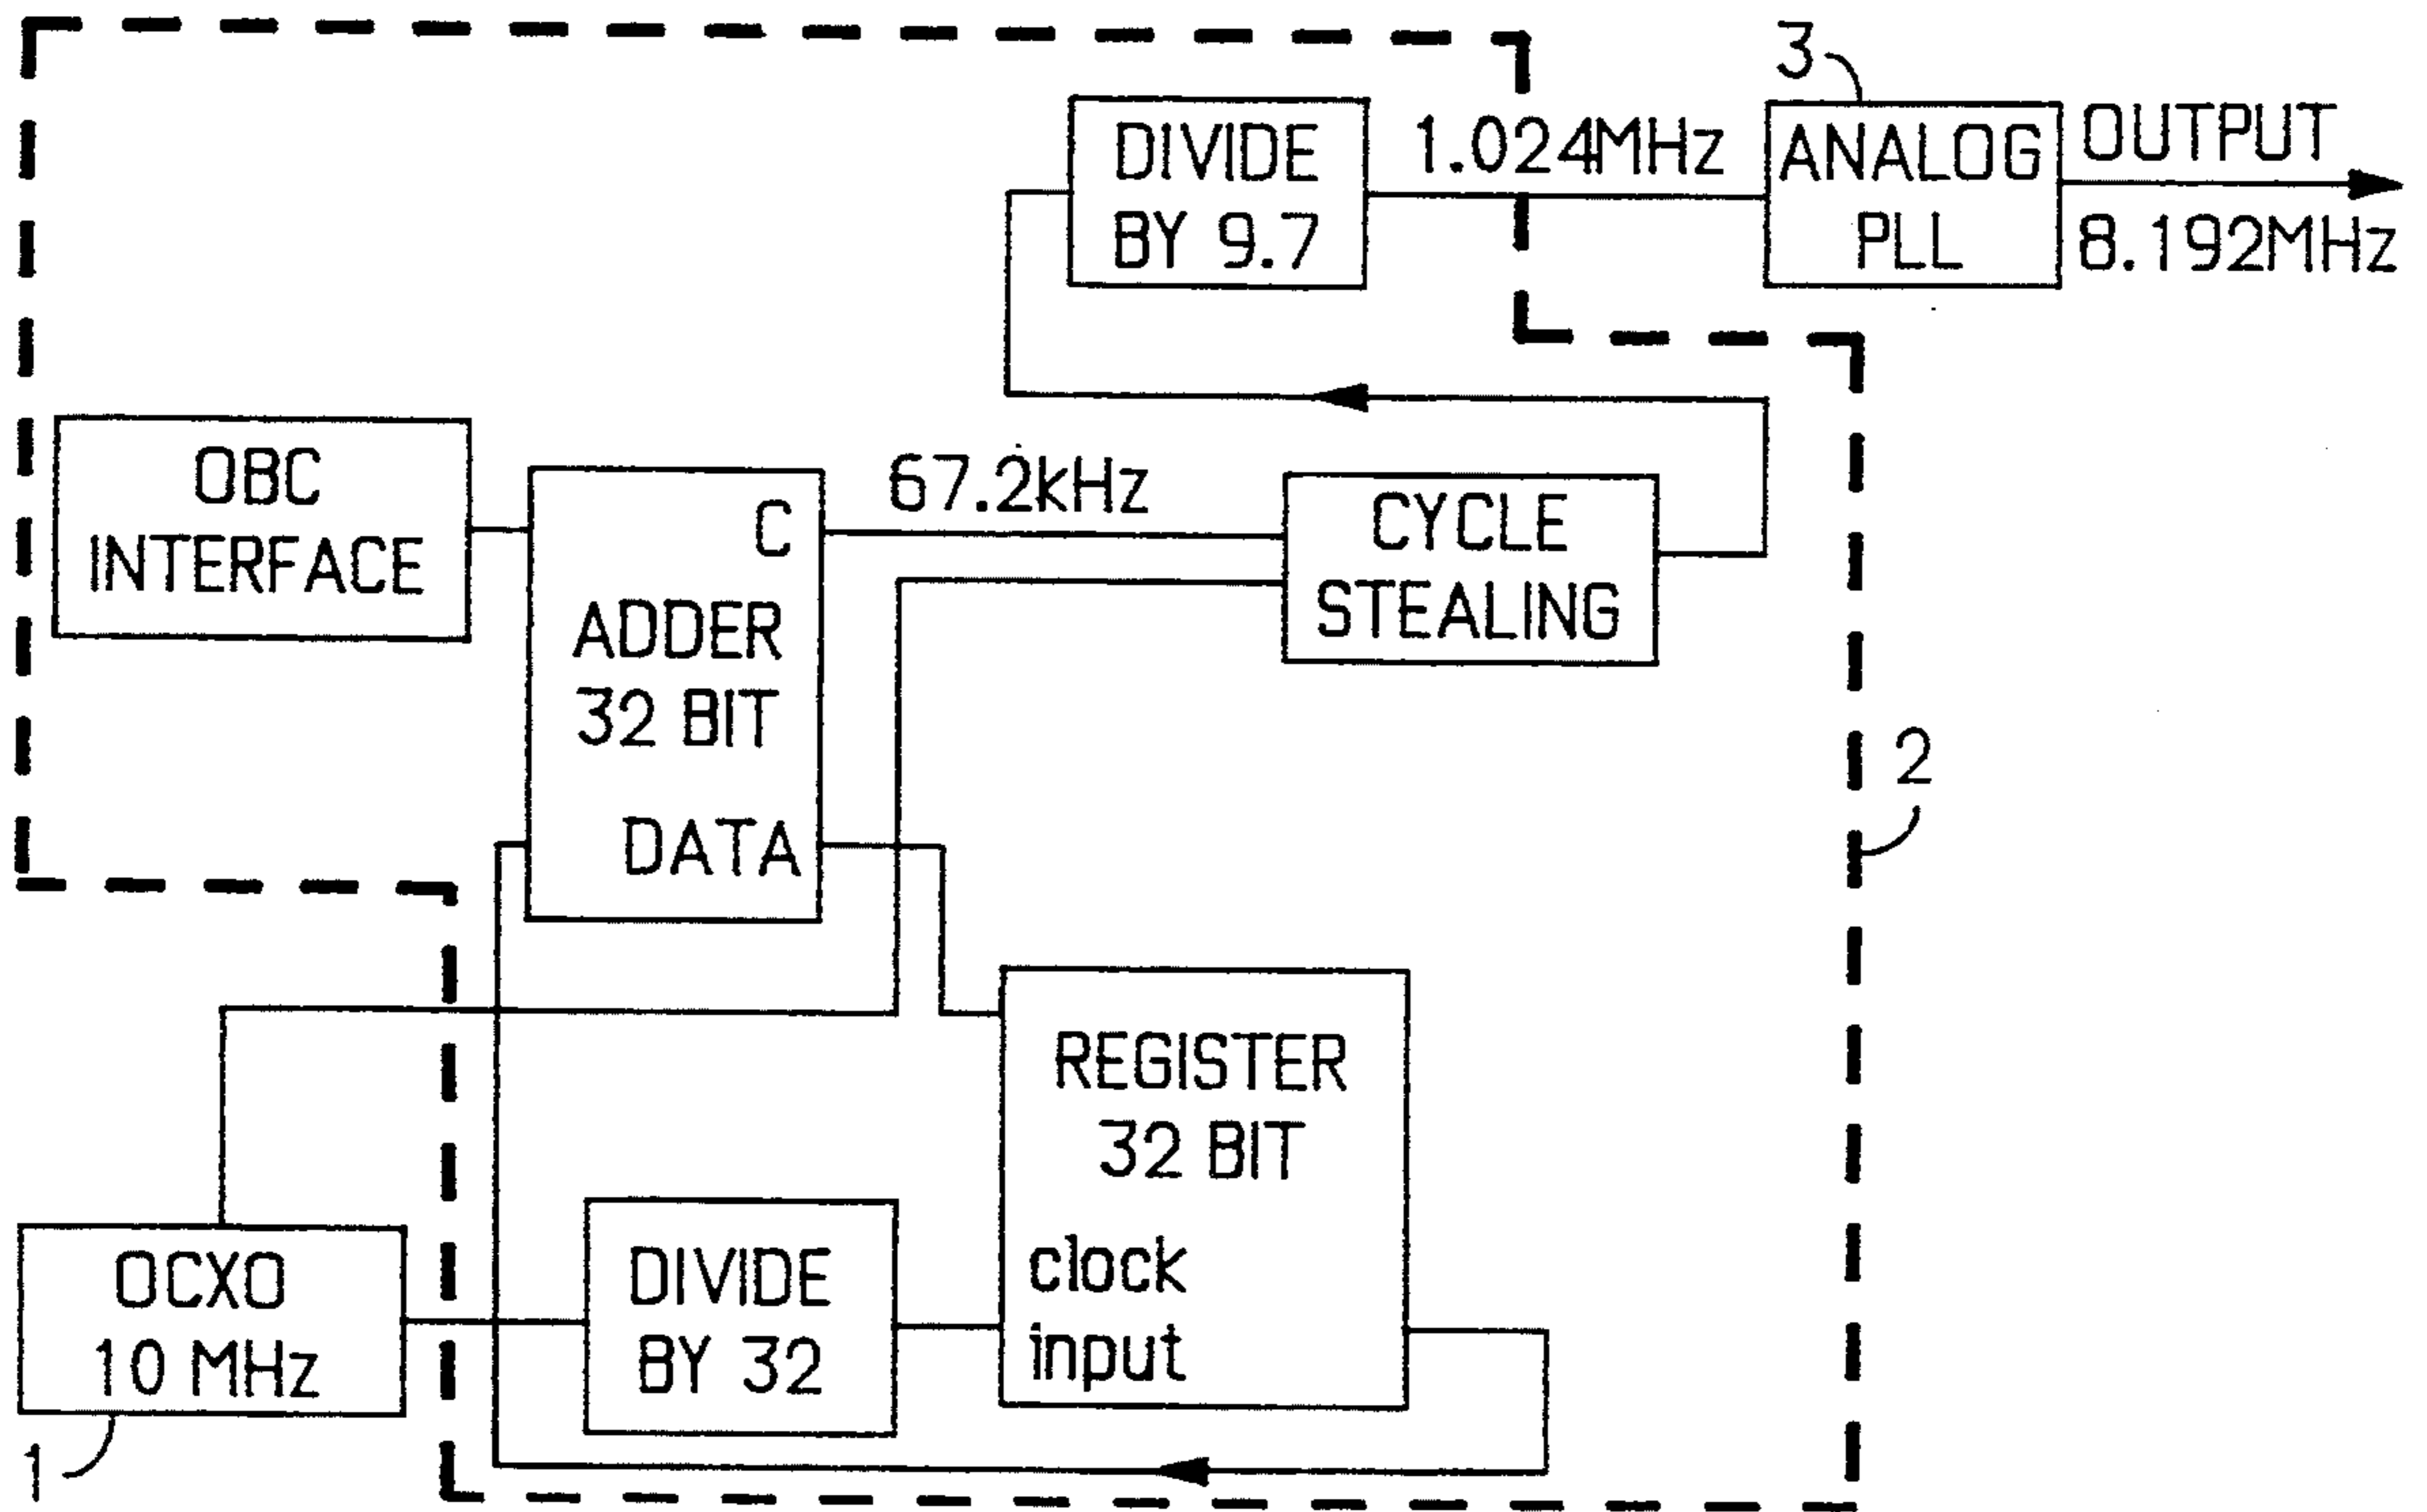 3
DIVIDE
BY 9.7
1.024MHz
ANALOG
PLL
OUTPUT
8.192MHz
OBC
INTERFACE
C
ADDER
32 BIT
DATA
67.2kHz
CYCLE
STEALING
2
REGISTER
32 BIT
clock
input
OCXO
10 MHz
DIVIDE
BY 32
1